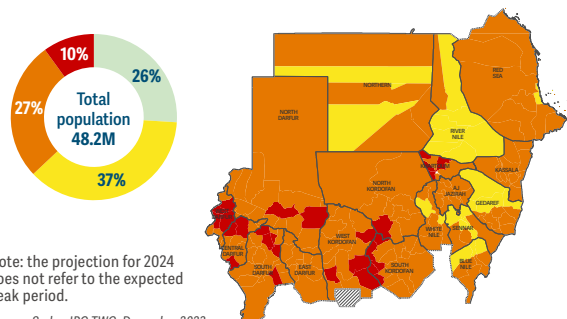 10%
26%
27%
37%
Total
population
48.2M
RED
SEA
NORTHERN
NORTH
DARFUR
RIVER
NILE
KASSALA
NORTH
KORDOFAN
AJ
JAZIRAH
GEDAREF
WHITE
NILE
SENNAR
WEST
KORDOFAN
CENTRAL
DARFUR
SOUTH
DARFUR
EAST
DARFUR
SOUTH
KORDOFAN
BLUE
NILE
ote: the projection for 2024
oes not refer to the expected
eak period.